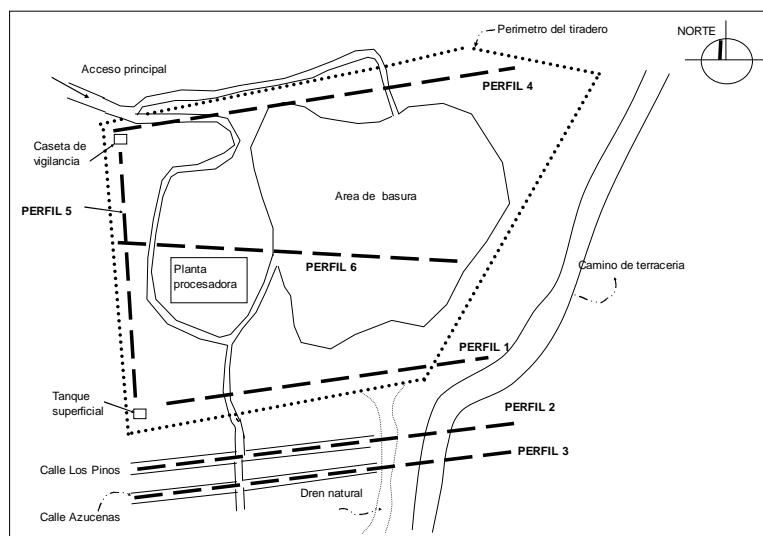 Perimetro del tiradero
NORTE
Acceso principal
PERFIL 4
Caseta de
vigilancia
Area de basura
PERFIL 5
PERFIL 6
Planta
procesadora
Camino de terraceria
PERFIL 1
Tanque
superficial
PERFIL 2
PERFIL 3
Calle Los Pinos
Dren natural
Calle Azucenas